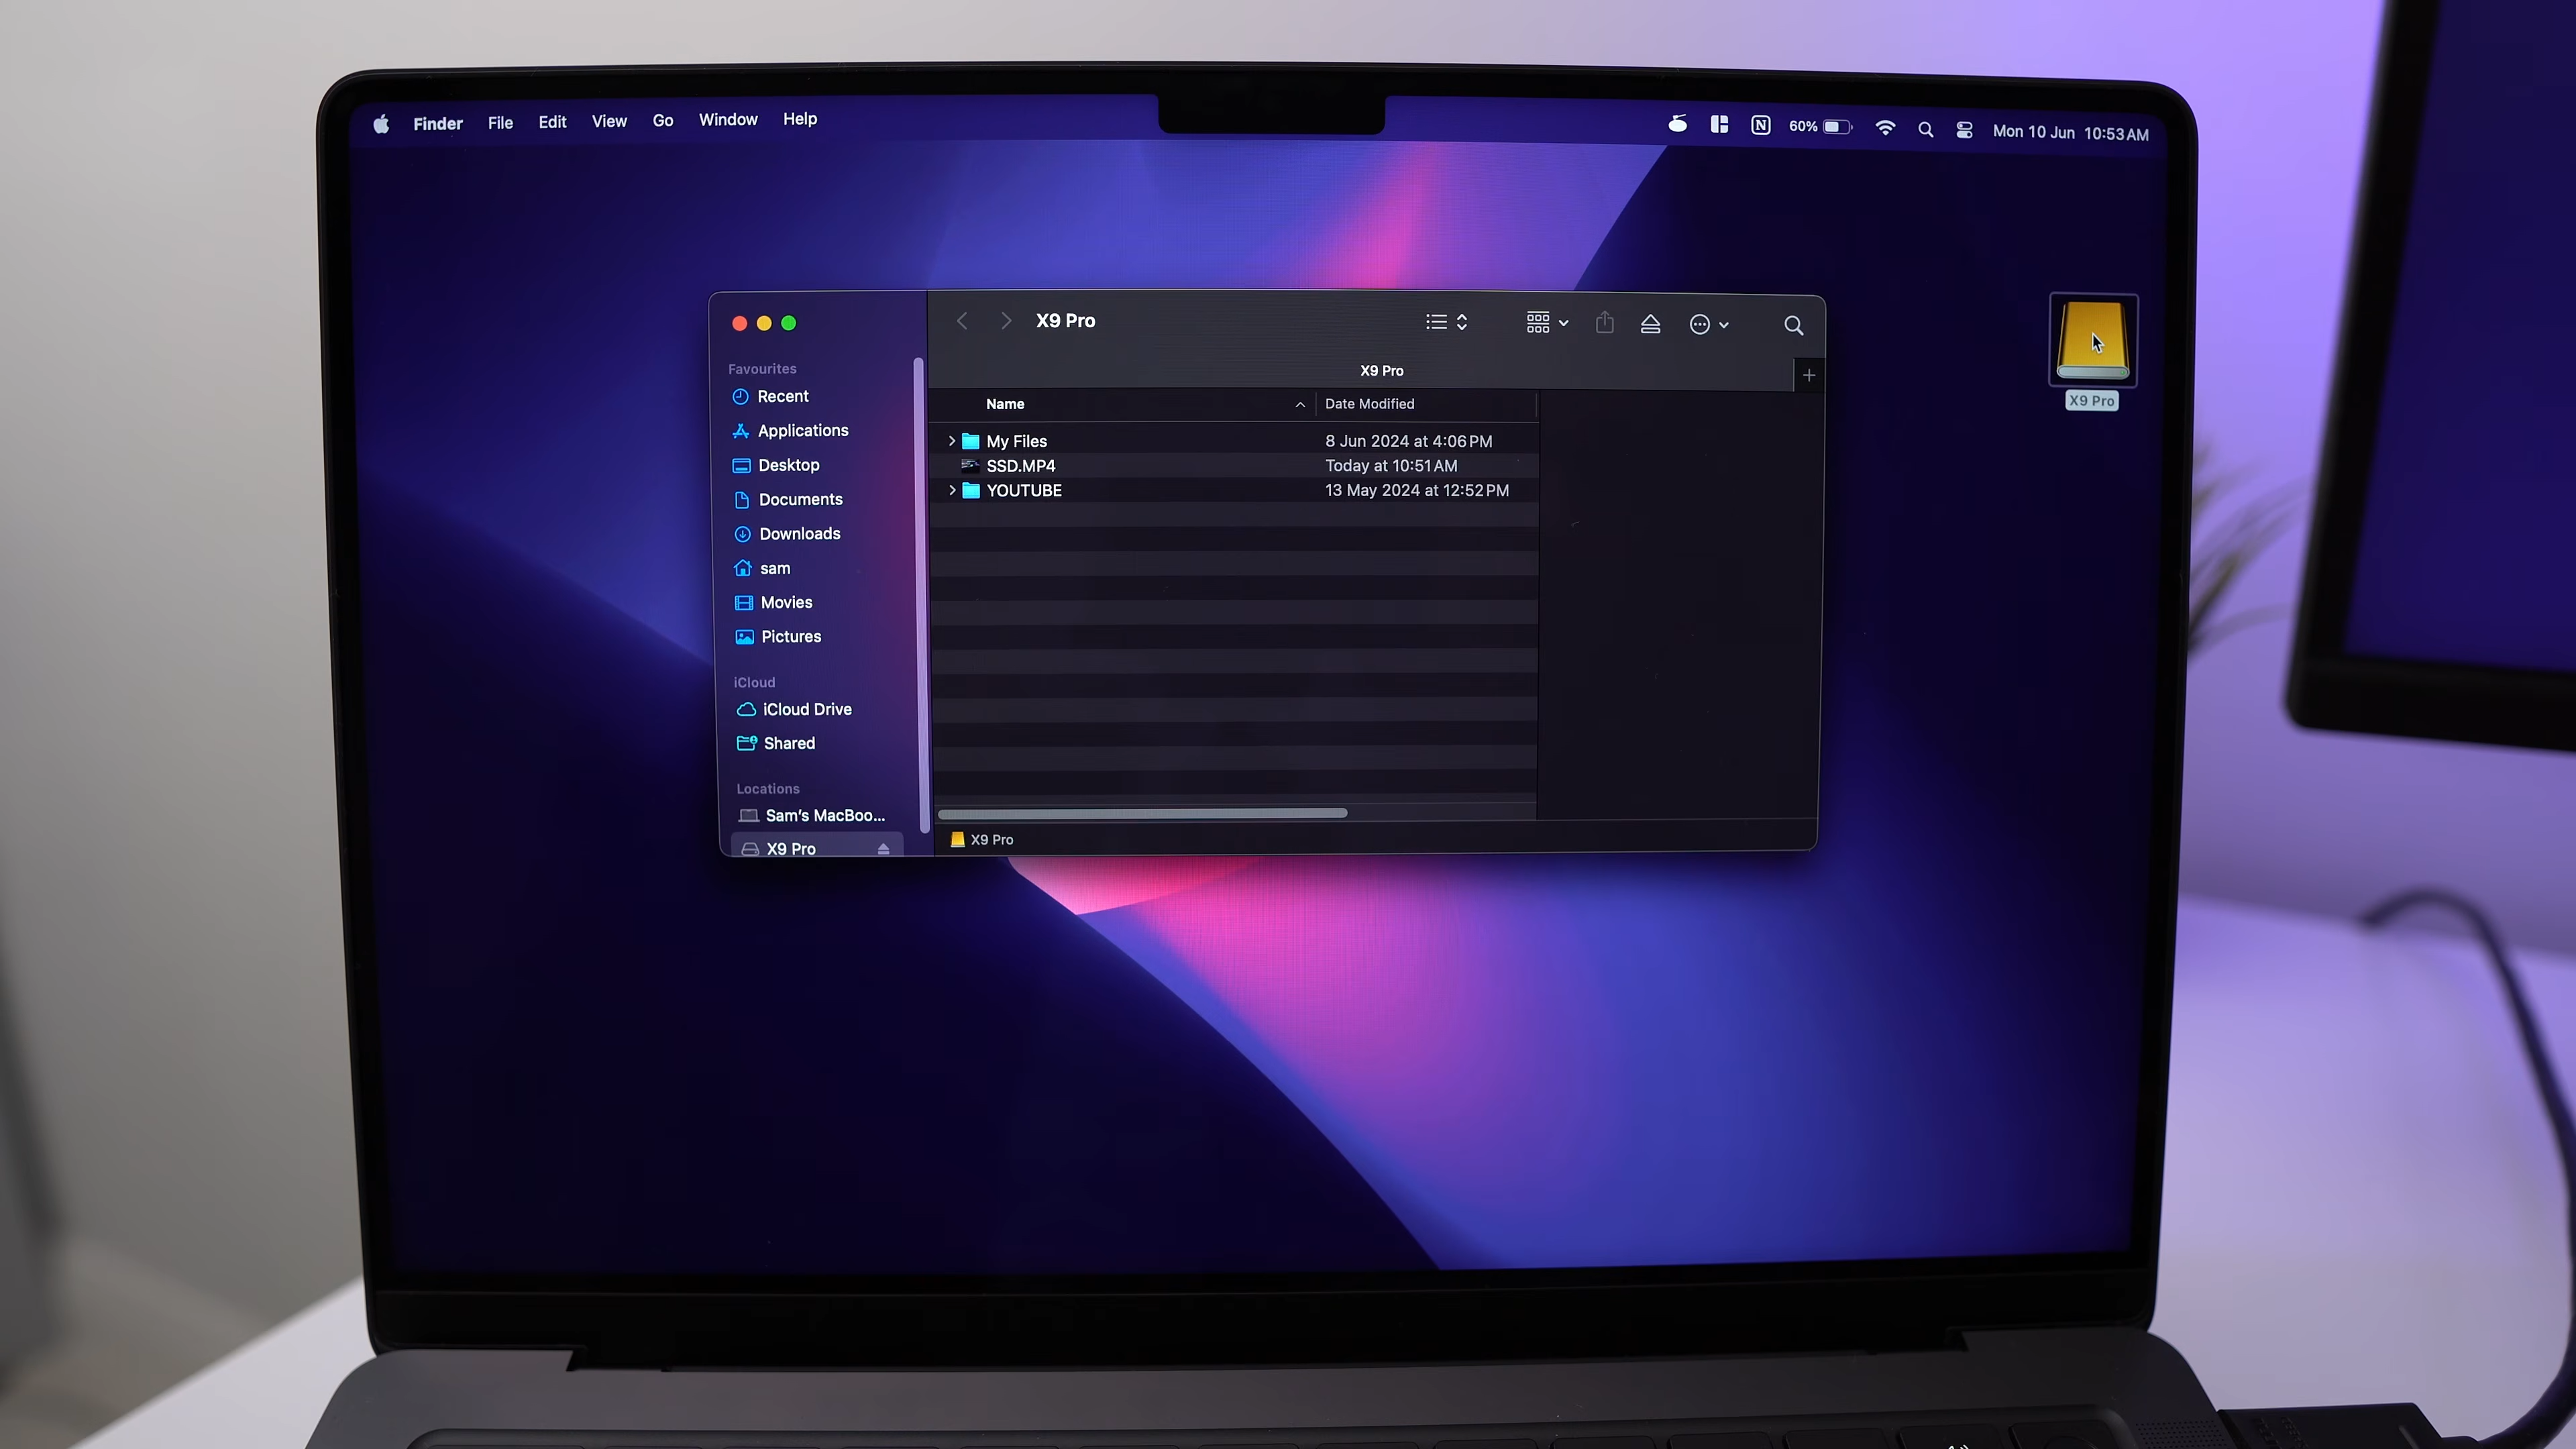 Finder File Edit View Go Window Help
60% Mon 10 Jun 10:53 AM
X9 Pro
X9 Pro
Favourites
Recent
Applications
Desktop
Documents
Downloads
sam
Movies
Pictures
iCloud
iCloud Drive
Shared
Locations
Sam's MacBoo...
X9 Pro
Name Date Modified
My Files 8 Jun 2024 at 4:06 PM
SSD.MP4 Today at 10:51 AM
YOUTUBE 13 May 2024 at 12:52 PM
X9 Pro
X9 Pro